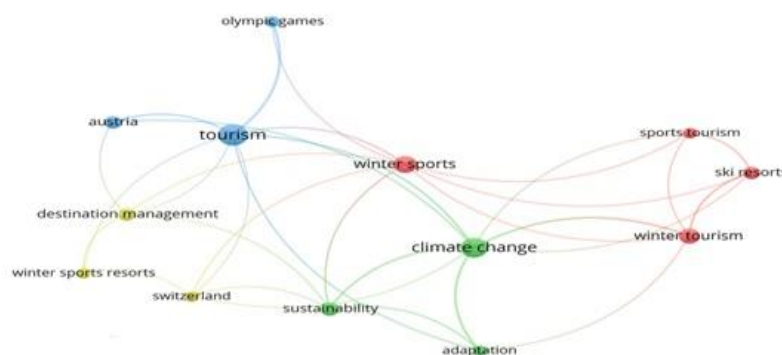 olympic games
austria
tourism
sports tourism
winter sports
ski resorts
destination management
winter tourism
climate change
winter sports resorts
switzerland
sustainability
adaptation